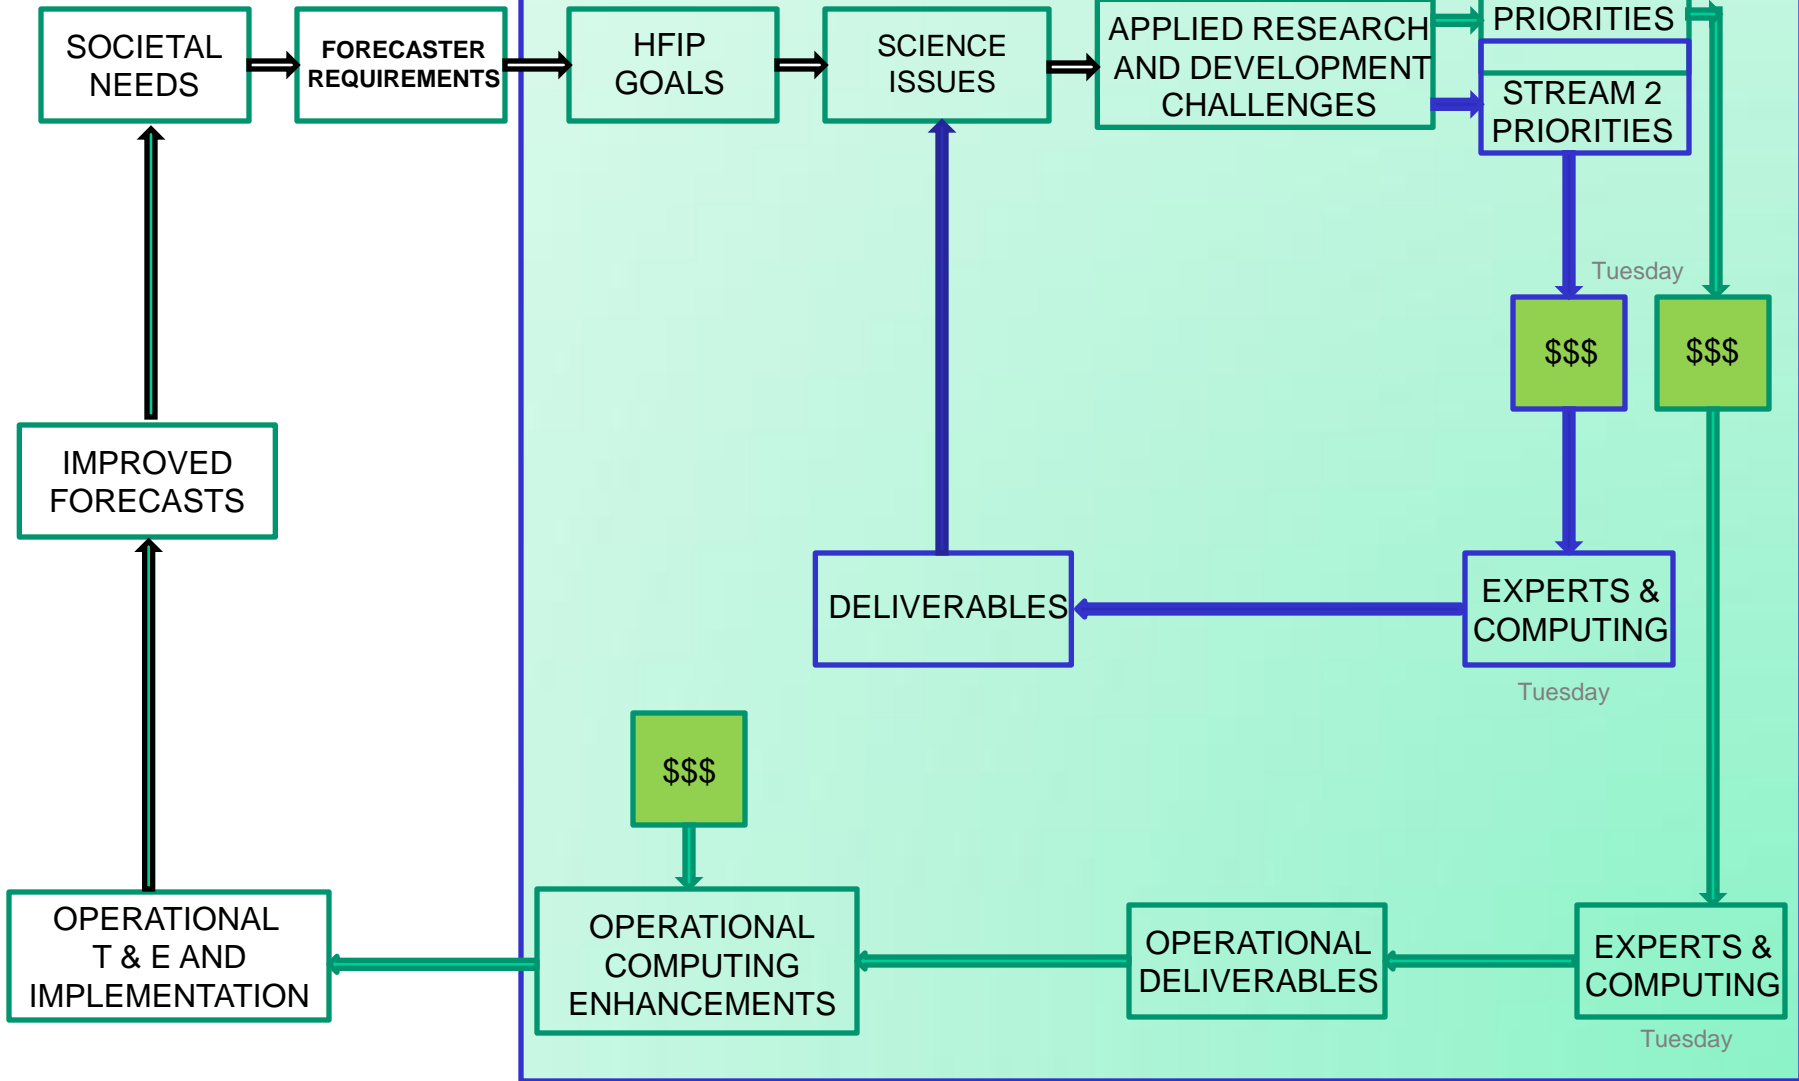 SOCIETAL
NEEDS
FORECASTER
REQUIREMENTS
HFIP
GOALS
SCIENCE
ISSUES
APPLIED RESEARCH
AND DEVELOPMENT
CHALLENGES
PRIORITIES
STREAM 2
PRIORITIES
Tuesday
$$$
$$$
IMPROVED
FORECASTS
DELIVERABLES
EXPERTS &
COMPUTING
Tuesday
$$$
OPERATIONAL
T & E AND
IMPLEMENTATION
OPERATIONAL
COMPUTING
ENHANCEMENTS
OPERATIONAL
DELIVERABLES
EXPERTS &
COMPUTING
Tuesday